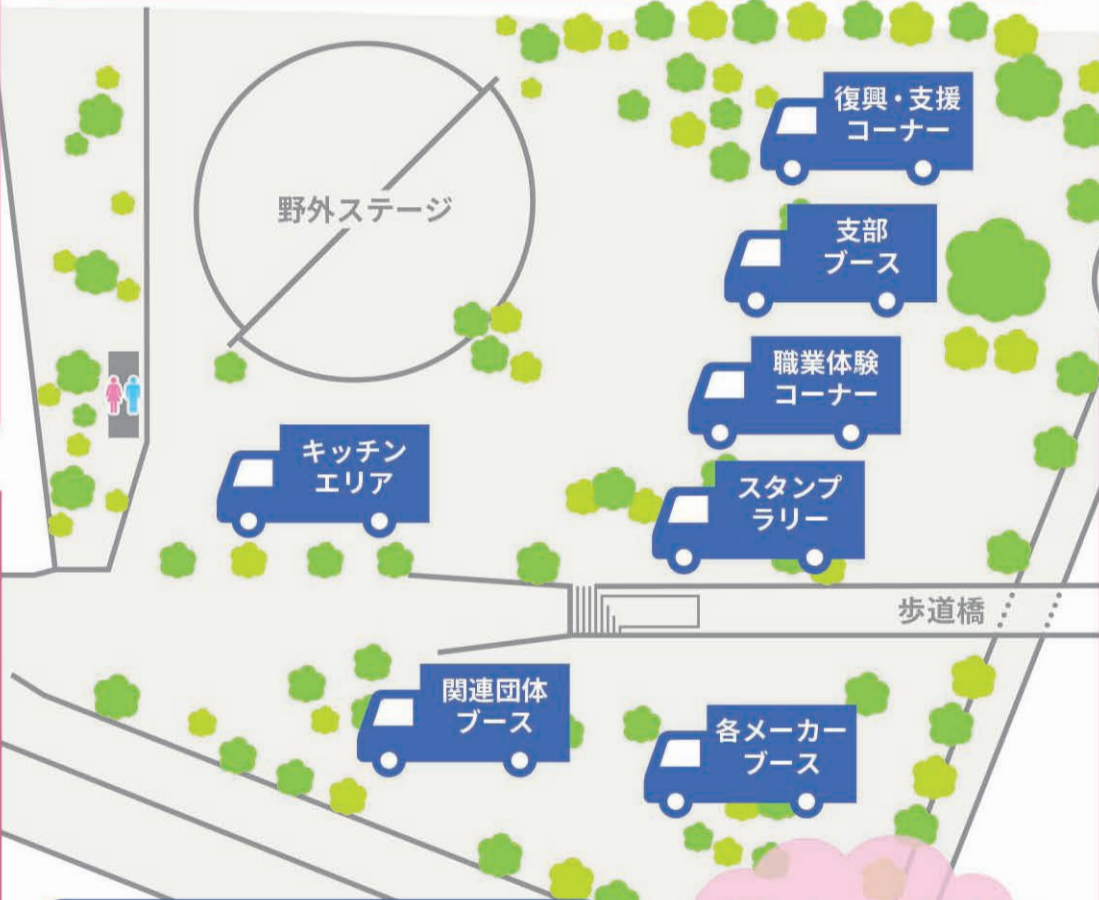 復興・支援
コーナー
野外ステージ
支部
ブース
職業体験
コーナー
キッチン
エリア
スタンプ
ラリー
歩道橋
関連団体
ブース
各メーカー
ブース